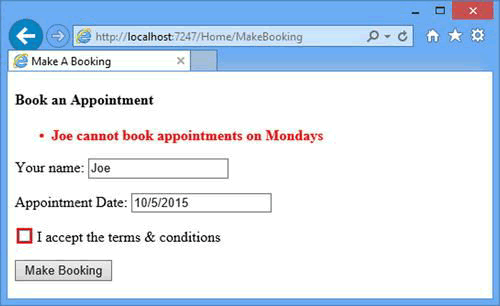 http://localhost:7247/Home/MakeBooking
Make A Booking
Book an Appointment
• Joe cannot book appointments on Mondays
Your name: Joe
Appointment Date: 10/5/2015
I accept the terms & conditions
Make Booking